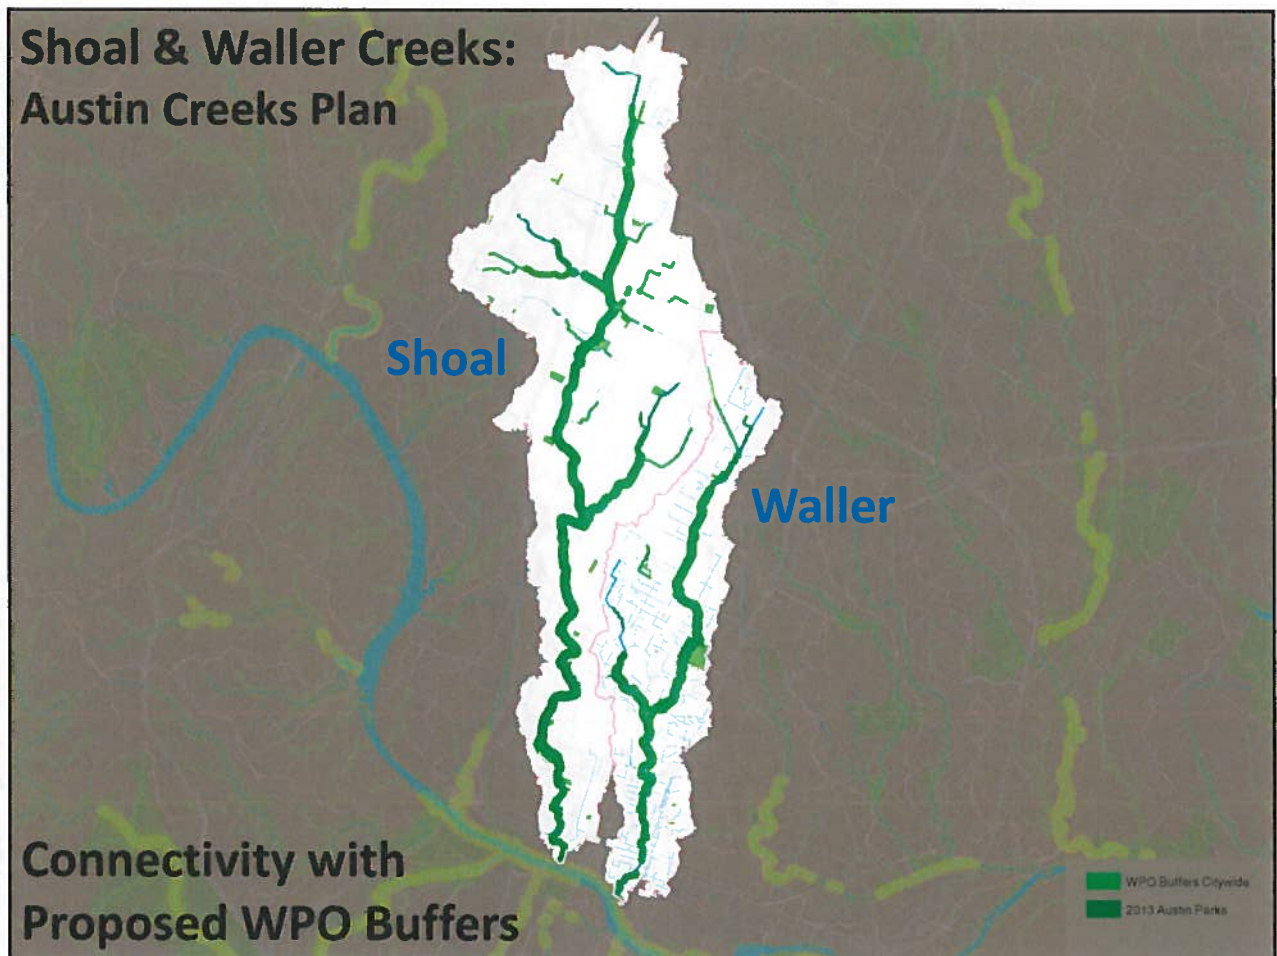 Shoal & Waller Creeks:
Austin Creeks Plan
Shoal
Waller
Connectivity with
Proposed WPO Buffers
WPO Buffers Citywide
2013 Austin Parks